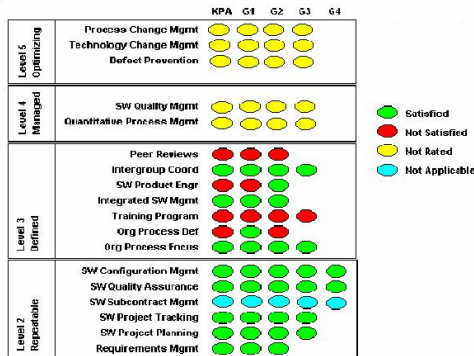 KPA G1 G2 G3 G4
Level 5
Optimizing
Process Change Mgmt
Technology Change Mgmt
Defect Prevention
Level 4
Managed
SW Quality Mgmt
Quantitative Process Mgmt
Level 3
Defined
Peer Reviews
Intergroup Coord
SW Product Engr
Integrated SW Mgmt
Training Program
Org Process Def
Org Process Focus
Level 2
Repeatable
SW Configuration Mgmt
SW Quality Assurance
SW Subcontract Mgmt
SW Project Tracking
SW Project Planning
Requirements Mgmt
Satisfied
Not Satisfied
Not Rated
Not Applicable